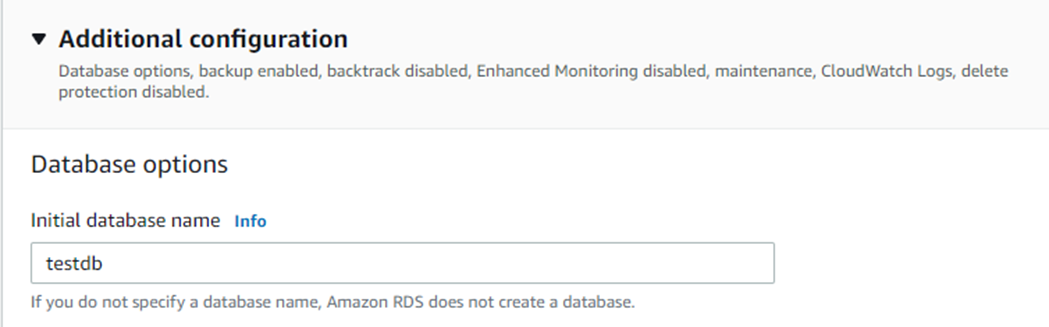 Additional configuration
Database options, backup enabled, backtrack disabled, Enhanced Monitoring disabled, maintenance, CloudWatch Logs, delete
protection disabled.
Database options
Initial database name Info
testdb
If you do not specify a database name, Amazon RDS does not create a database.